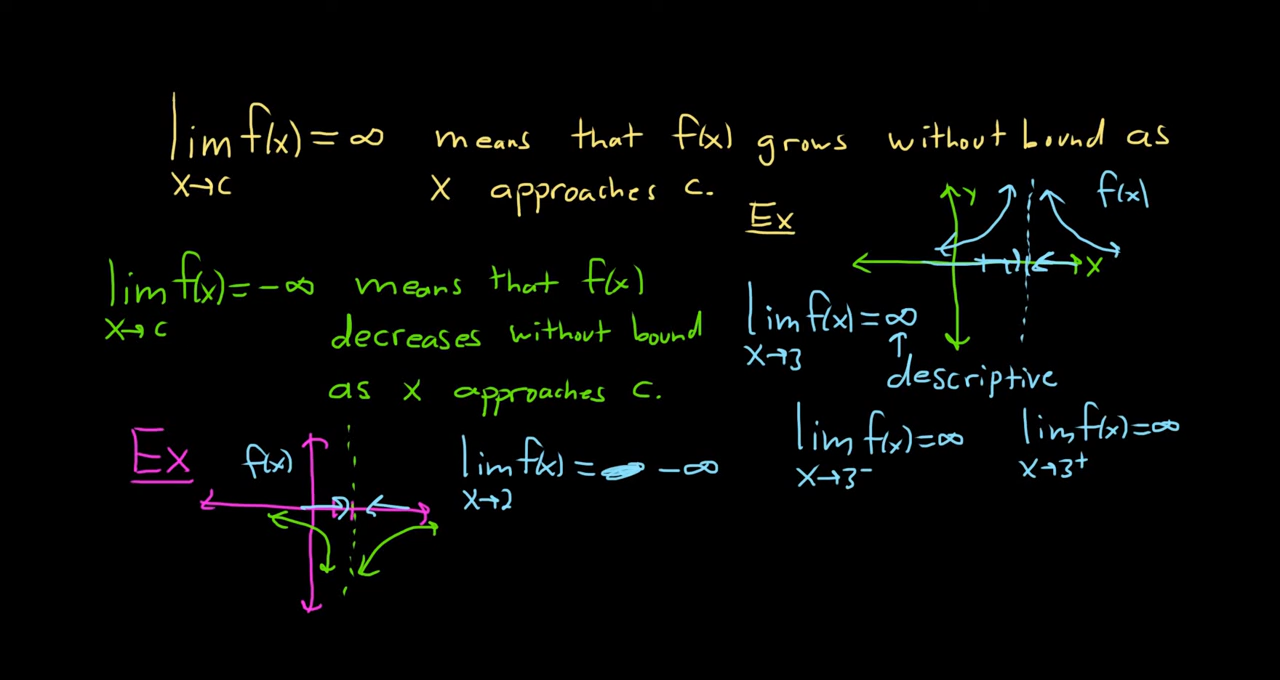 lim f(x) = ∞ means that f(x) grows without bound as
x→c x approaches c.
lim f(x) = -∞ means that f(x)
x→c decreases without bound
as x approaches c.
Ex
f(x)
lim f(x) = -∞
x→2
Ex
y
f(x)
x
lim f(x) = ∞
x→3
↑
descriptive
lim f(x) = ∞ lim f(x) = ∞
x→3⁻ x→3⁺